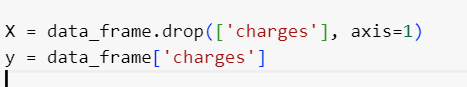 X = data_frame.drop(['charges'], axis=1)
y = data_frame['charges']